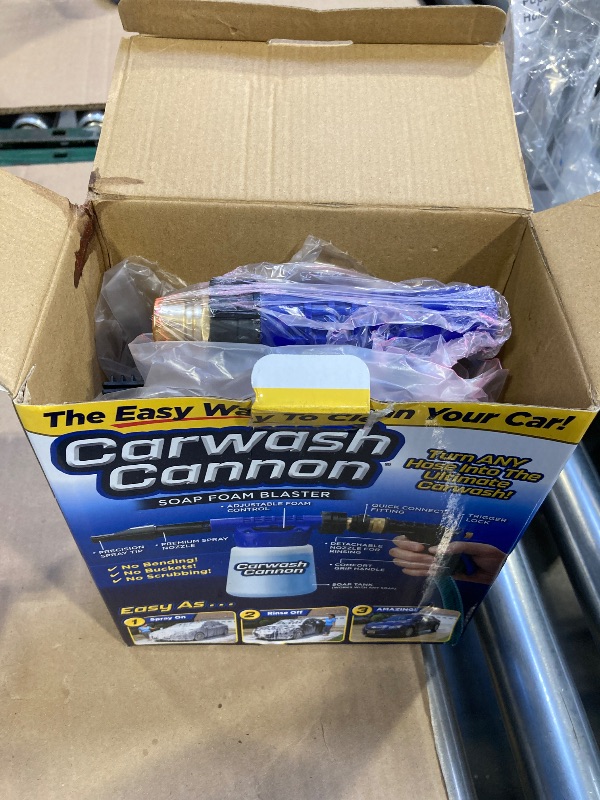 The Easy Way To Clean Your Car!
Carwash
Cannon
SOAP FOAM BLASTER
Turn ANY
Hose Into The
Ultimate
Carwash!
• ADJUSTABLE FOAM
CONTROL
QUICK CONNECT
FITTING
TRIGGER
LOCK
• PRECISION
SPRAY TIP
• PREMIUM SPRAY
NOZZLE
• DETACHABLE
NOZZLE FOR
RINSING
• COMFORT
GRIP HANDLE
✓ No Bending!
✓ No Buckets!
✓ No Scrubbing!
Carwash
Cannon
SOAP TANK
Easy As...
1 Spray On
2 Rinse Off
3 AMAZING!